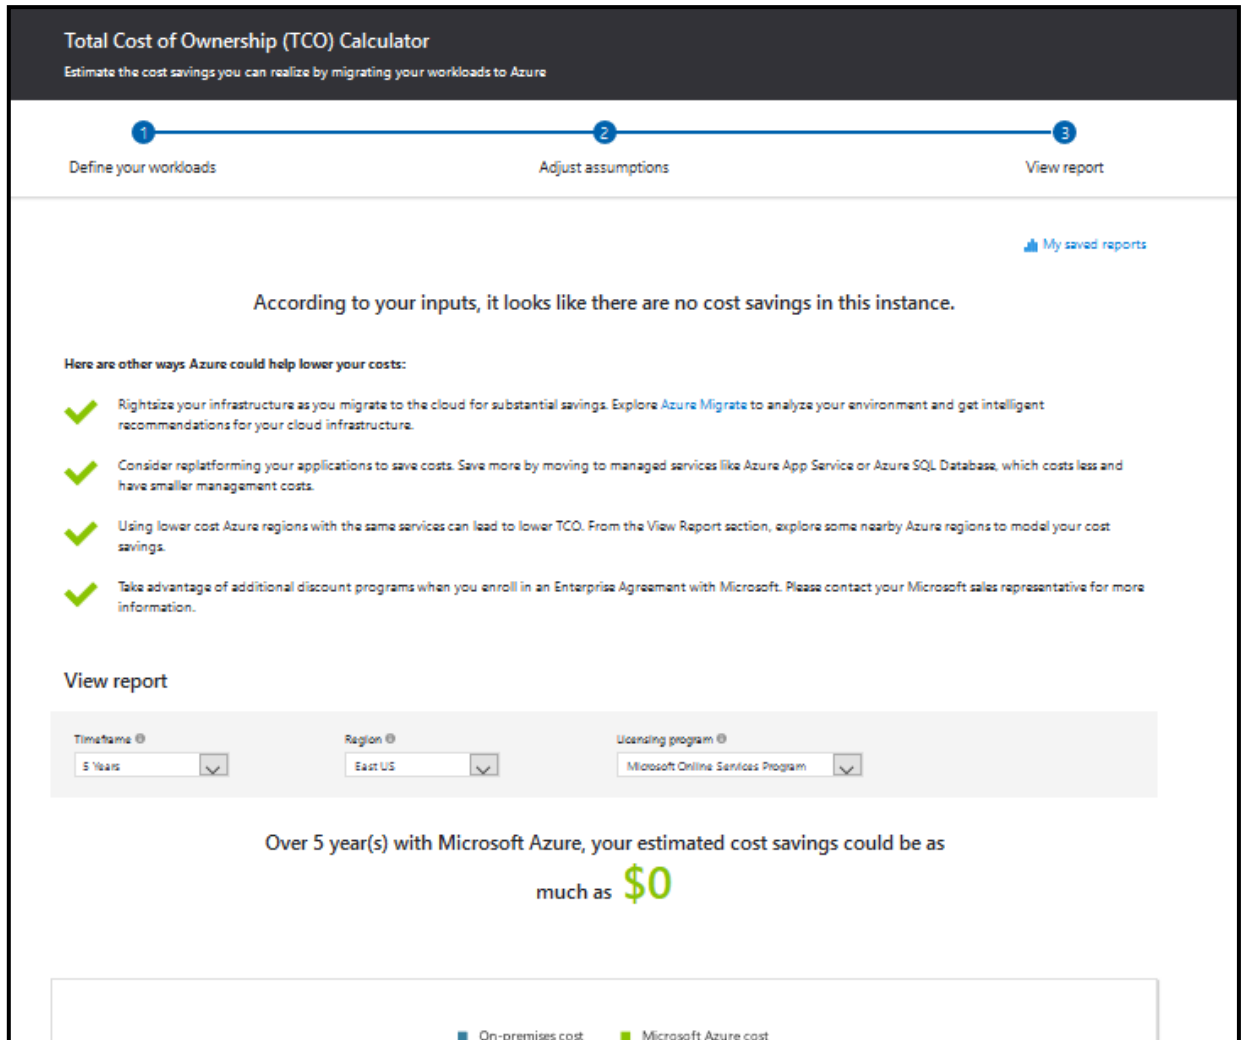 Total Cost of Ownership (TCO) Calculator
Estimate the cost savings you can realize by migrating your workloads to Azure
1
2
3
Define your workloads
Adjust assumptions
View report
My saved reports
According to your inputs, it looks like there are no cost savings in this instance.
Here are other ways Azure could help lower your costs:
Rightsize your infrastructure as you migrate to the cloud for substantial savings. Explore Azure Migrate to analyze your environment and get intelligent
recommendations for your cloud infrastructure.
Consider replatforming your applications to save costs. Save more by moving to managed services like Azure App Service or Azure SQL Database, which costs less and
have smaller management costs.
Using lower cost Azure regions with the same services can lead to lower TCO. From the View Report section, explore some nearby Azure regions to model your cost
savings.
Take advantage of additional discount programs when you enroll in an Enterprise Agreement with Microsoft. Please contact your Microsoft sales representative for more
information.
View report
Timeframe
Region
Licensing program
5 Years
East US
Microsoft Online Services Program
Over 5 year(s) with Microsoft Azure, your estimated cost savings could be as
much as $0
On-premises cost
Microsoft Azure cost